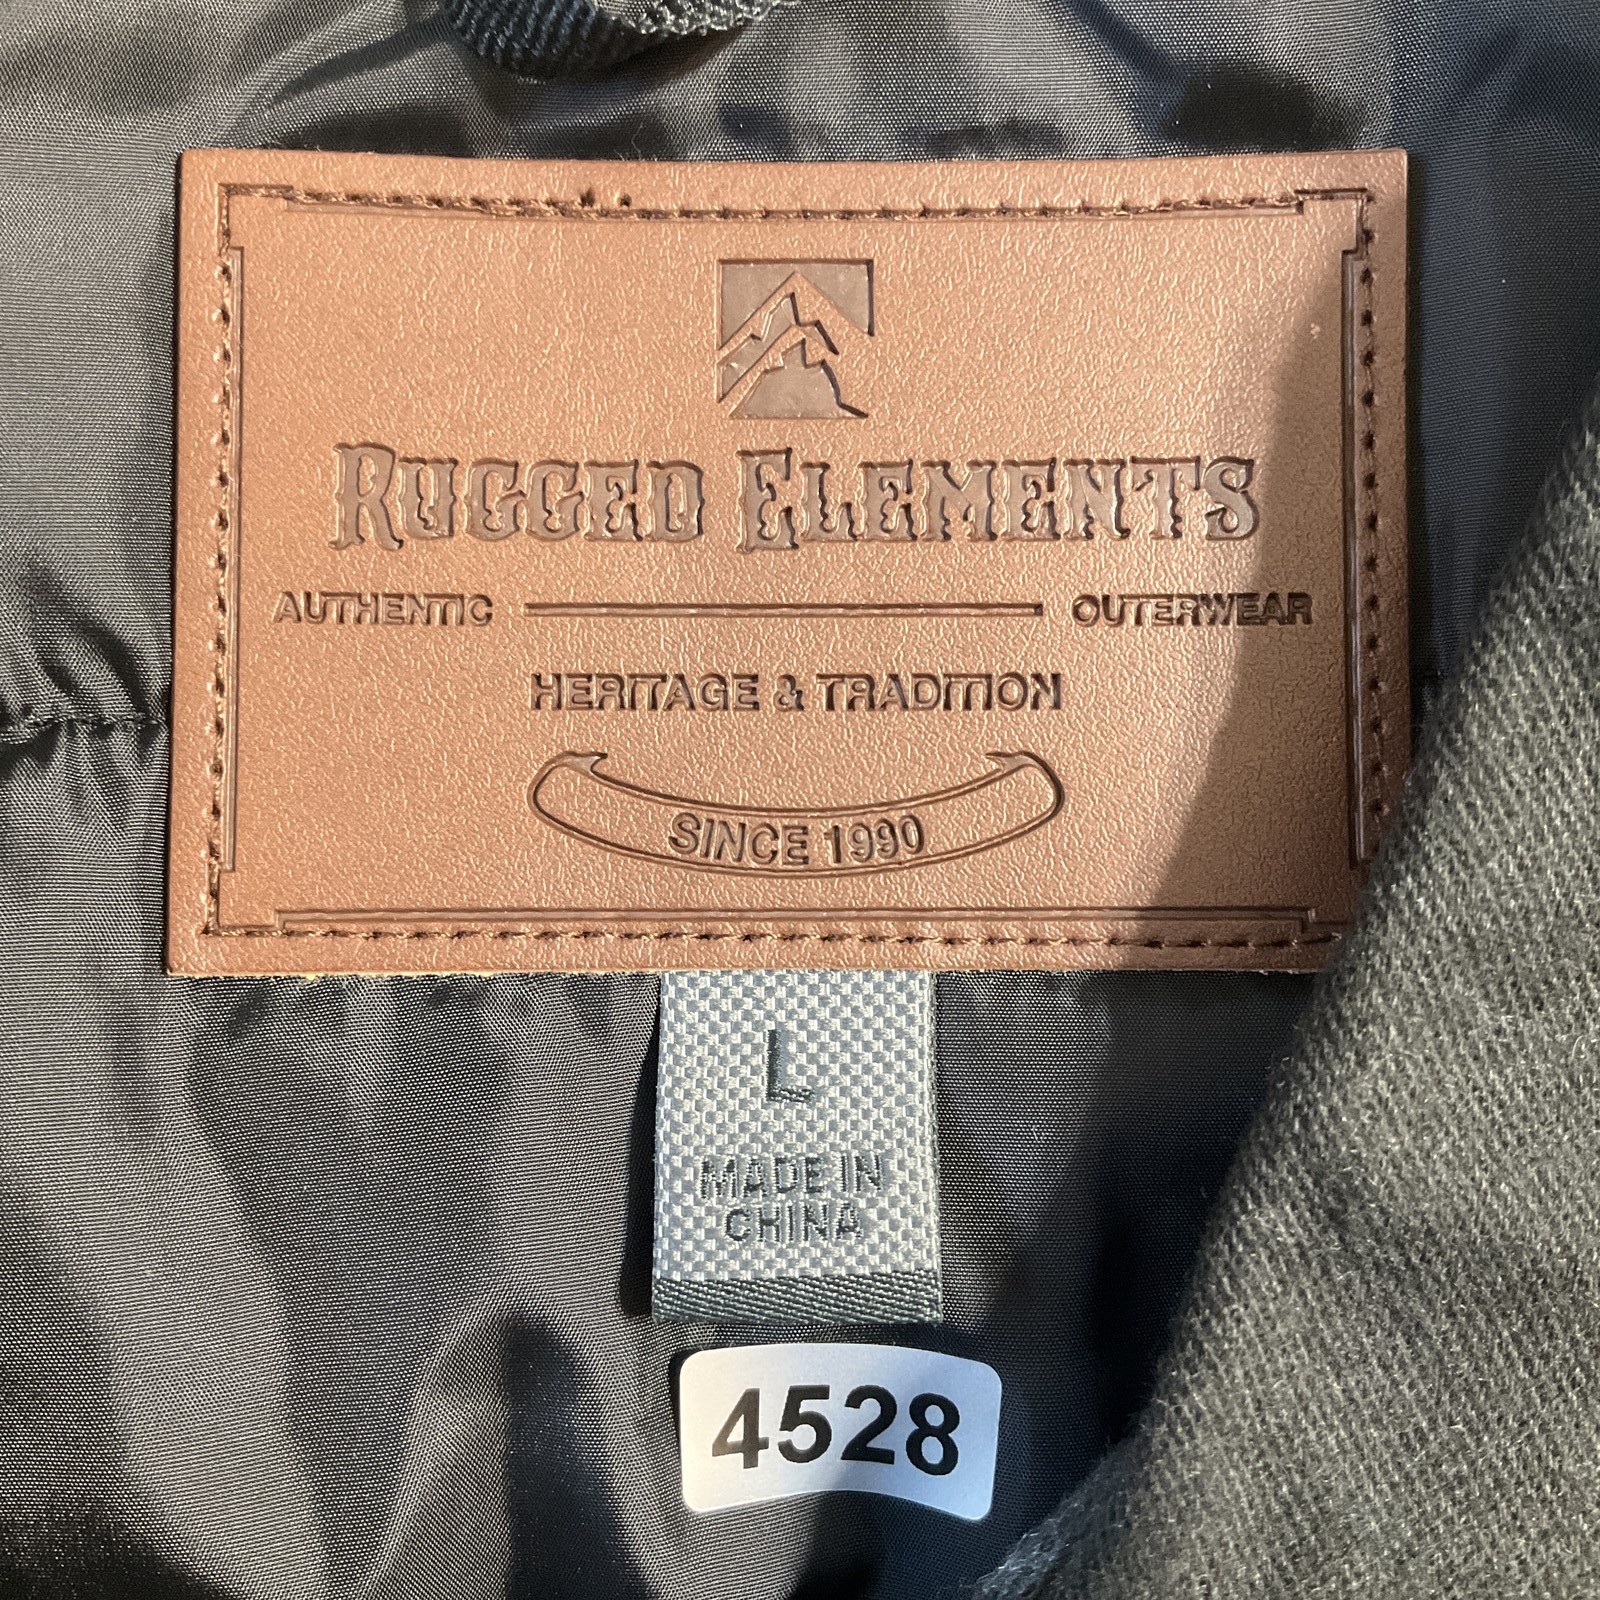 RUGGED ELEMENTS
AUTHENTIC OUTERWEAR
HERITAGE & TRADITION
SINCE 1990
L
MADE IN
CHINA
4528